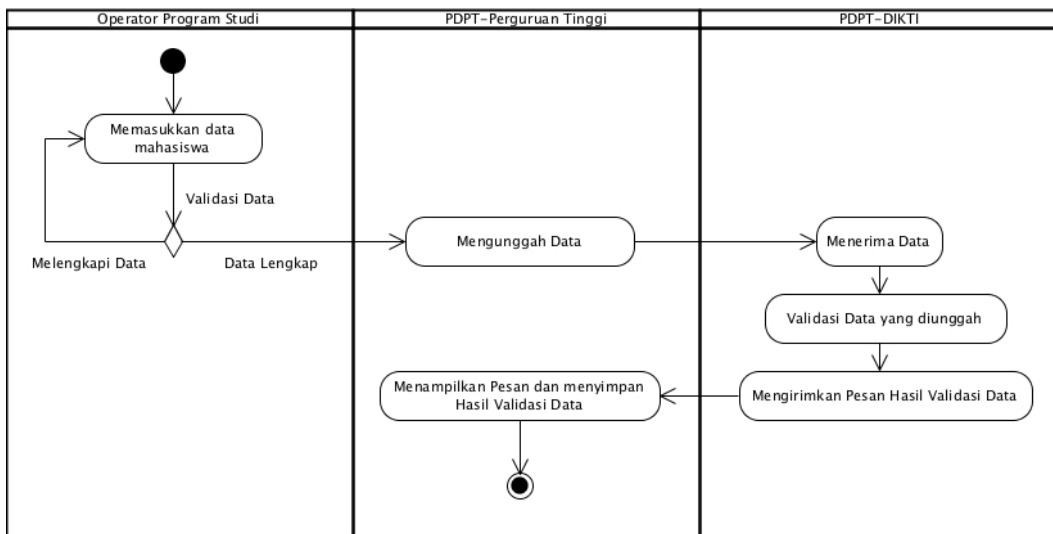 Operator Program Studi
PDPT-Perguruan Tinggi
PDPT-DIKTI
Memasukkan data
mahasiswa
Validasi Data
Melengkapi Data
Data Lengkap
Mengunggah Data
Menerima Data
Validasi Data yang diunggah
Mengirimkan Pesan Hasil Validasi Data
Menampilkan Pesan dan menyimpan
Hasil Validasi Data